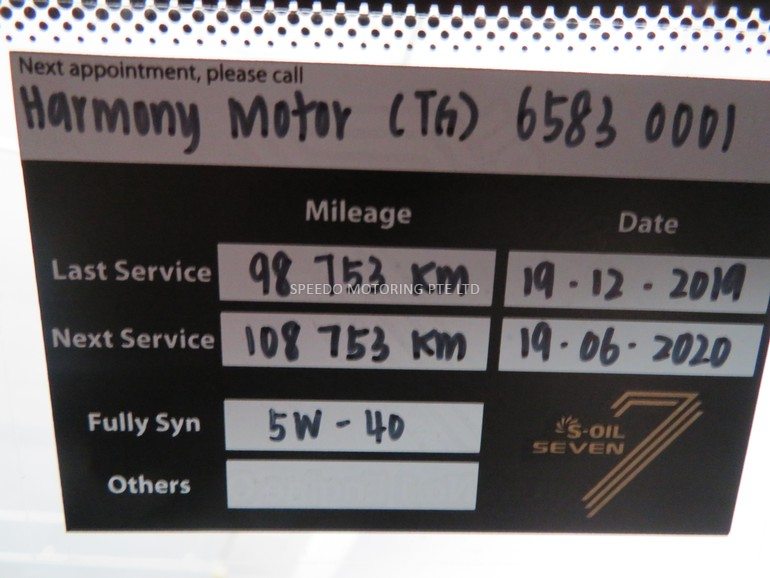 Next appointment, please call
Harmony Motor (TG) 6583 0001
Mileage Date
Last Service 98 753 KM 19 · 12 · 2019
SPEEDO MOTORING PTE LTD
Next Service 108 753 KM 19 · 06 · 2020
Fully Syn 5W - 40
S-OIL
SEVEN 7
Others